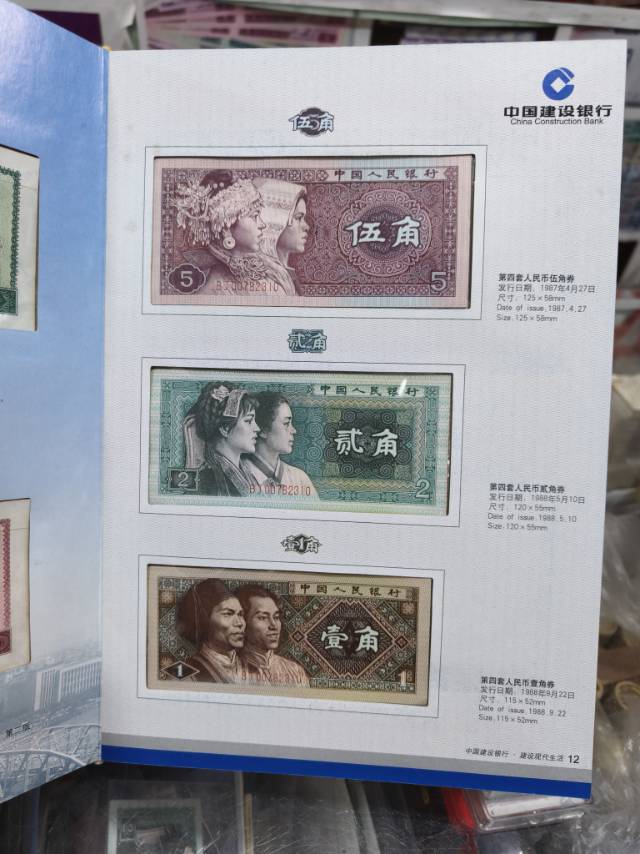 中国建设银行
China Construction Bank
伍角
中国人民银行
伍角
5
BJ00782310
5
第四套人民币伍角券
发行日期：1987年4月27日
尺寸：125×58mm
Date of issue,1987,4,27
Size,125×58mm
贰角
中国人民银行
贰角
2
BJ00782310
2
第四套人民币贰角券
发行日期：1988年5月10日
尺寸：120×55mm
Date of issue,1988,5,10
Size:120×55mm
壹角
中国人民银行
壹角
1
BJ00782310
1
第四套人民币壹角券
发行日期：1988年9月22日
尺寸：115×52mm
Date of issue,1988,9,22
Size,115×52mm
第二版
中国建设银行·建设现代生活 12